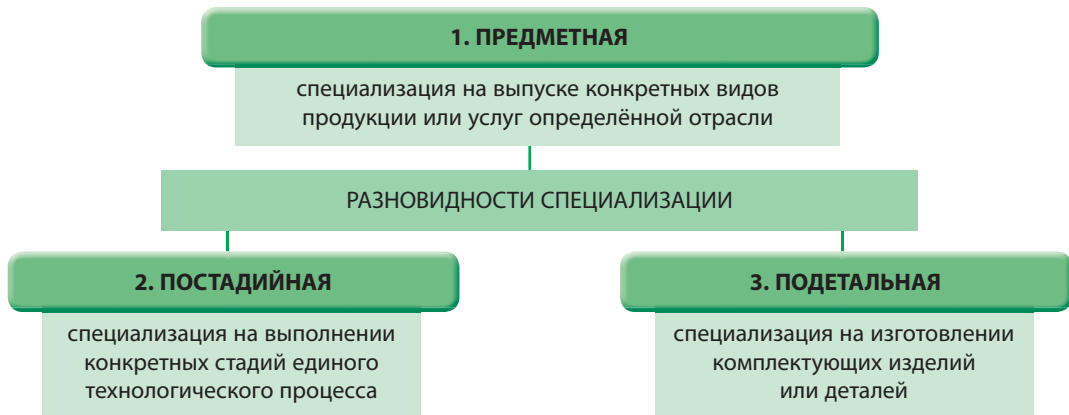 1. ПРЕДМЕТНАЯ
специализация на выпуске конкретных видов
продукции или услуг определённой отрасли
РАЗНОВИДНОСТИ СПЕЦИАЛИЗАЦИИ
2. ПОСТАДИЙНАЯ
специализация на выполнении
конкретных стадий единого
технологического процесса
3. ПОДЕТАЛЬНАЯ
специализация на изготовлении
комплектующих изделий
или деталей